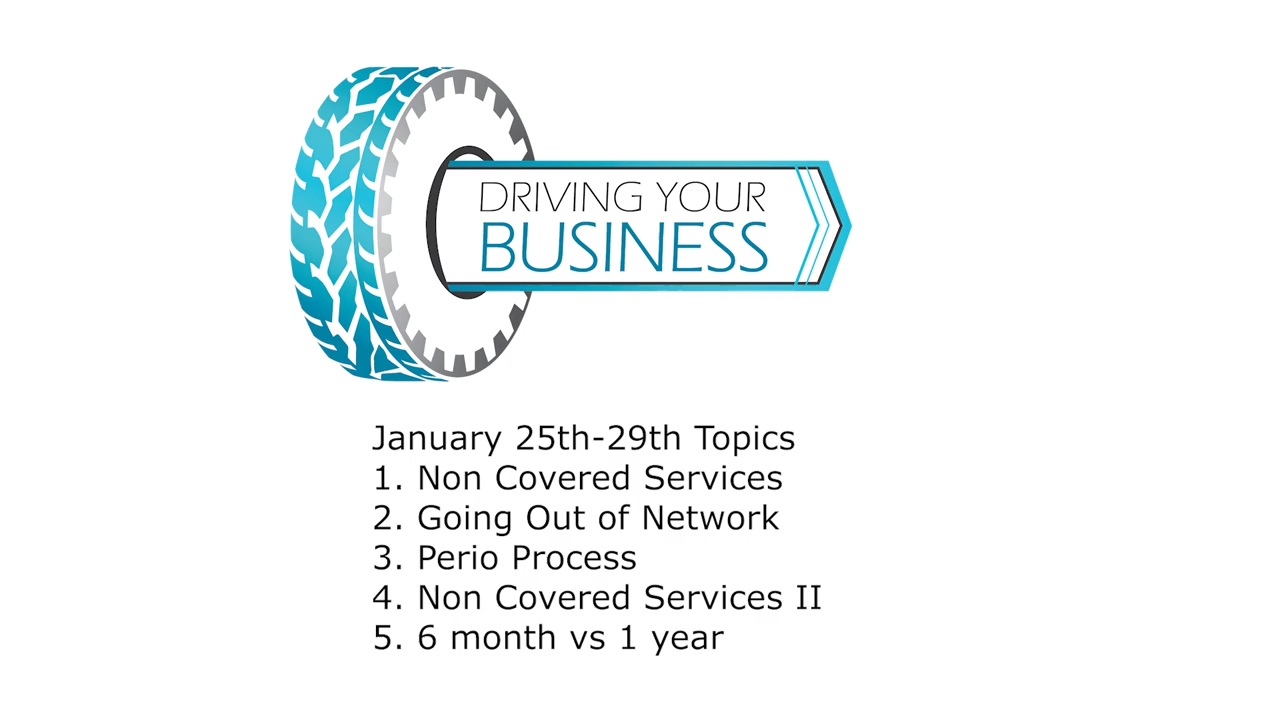 DRIVING YOUR
BUSINESS
January 25th-29th Topics
1. Non Covered Services
2. Going Out of Network
3. Perio Process
4. Non Covered Services II
5. 6 month vs 1 year